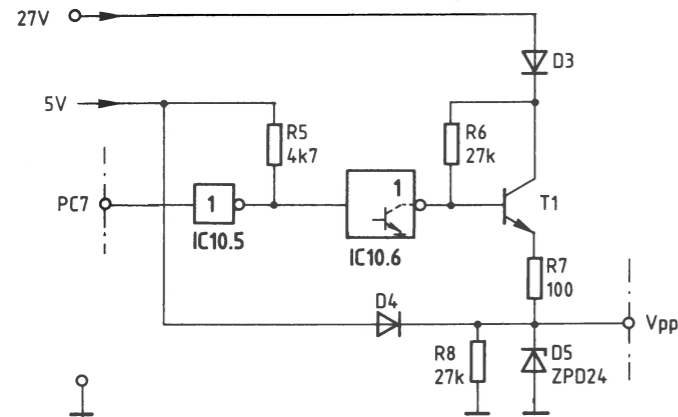 27V
D3
5V
R5
4k7
R6
27k
PC7
1
IC10.5
1
IC10.6
T1
R7
100
D4
Vpp
R8
27k
D5
ZPD24